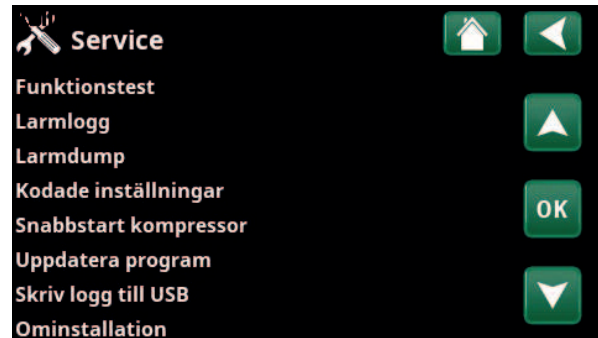 Service
Funktionstest
Larmlogg
Larmdump
Kodade inställningar
OK
Snabbstart kompressor
Uppdatera program
Skriv logg till USB
Ominstallation